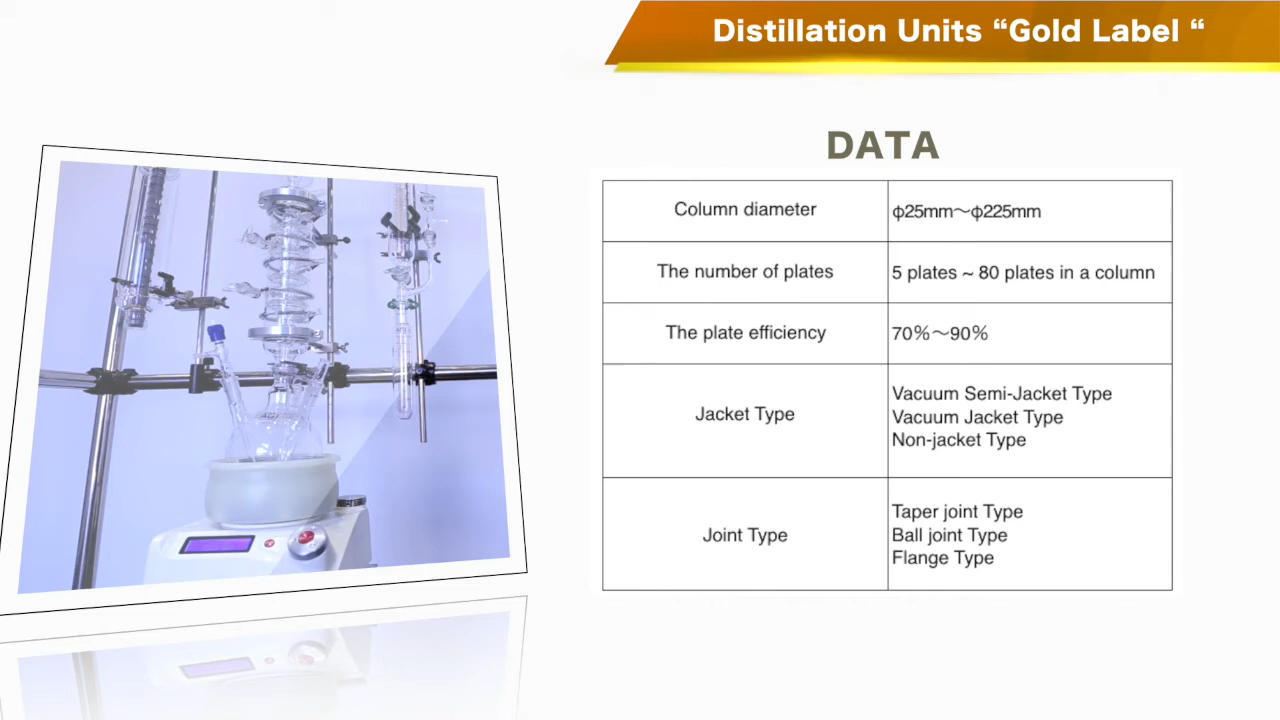 Distillation Units “Gold Label “
DATA
Column diameter
φ25mm～φ225mm
The number of plates
5 plates ~ 80 plates in a column
The plate efficiency
70%～90%
Jacket Type
Vacuum Semi-Jacket Type
Vacuum Jacket Type
Non-jacket Type
Joint Type
Taper joint Type
Ball joint Type
Flange Type